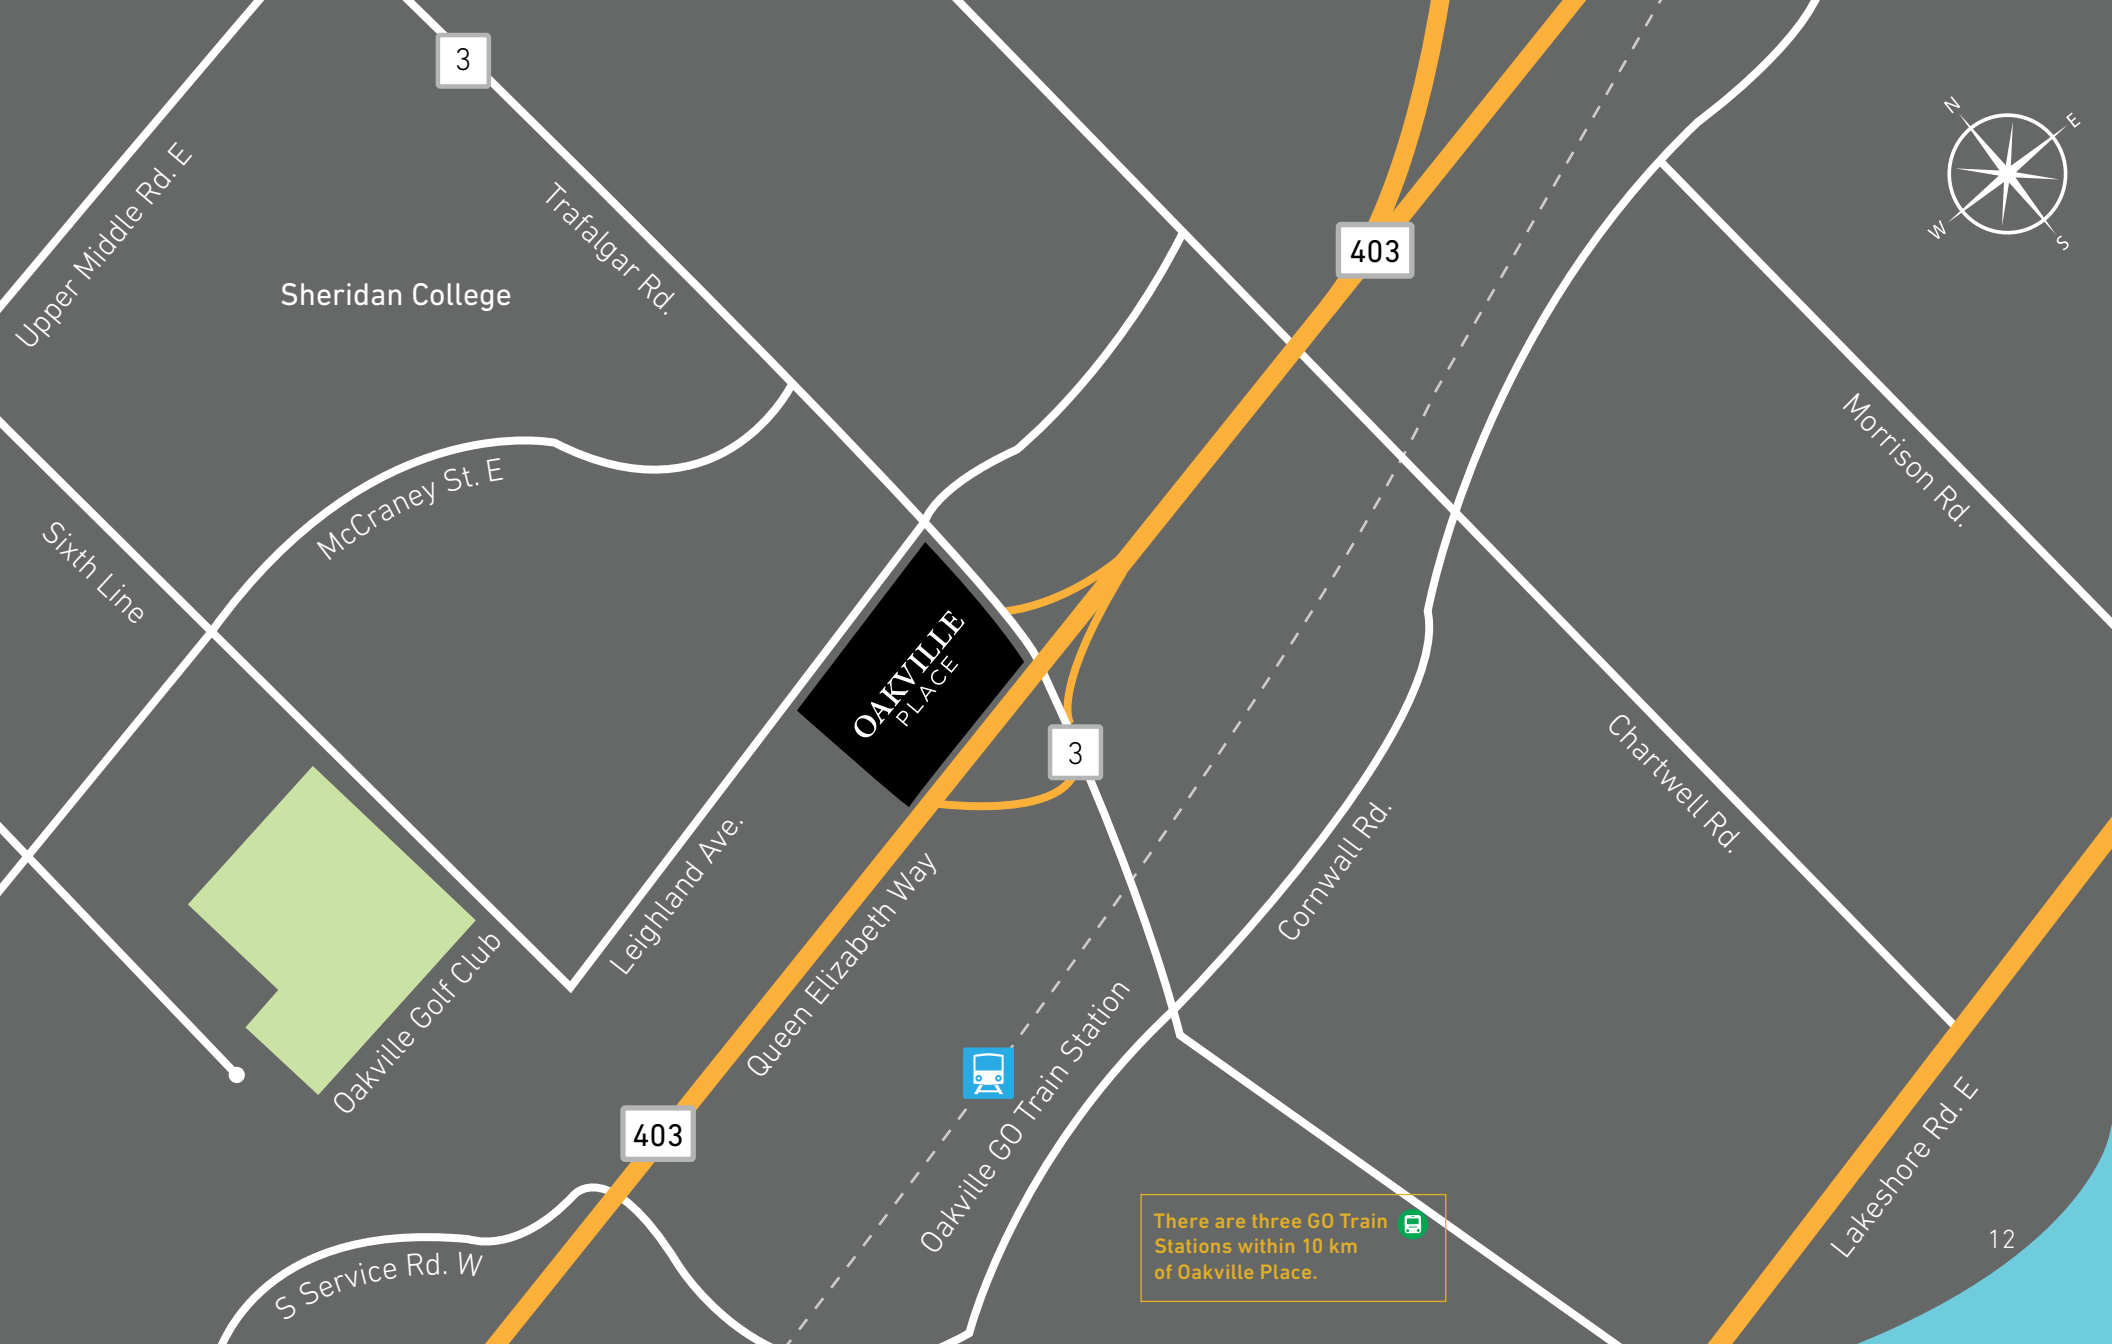 3
N
E
W
S
Upper Middle Rd. E
Trafalgar Rd.
403
Sheridan College
Morrison Rd.
McCraney St. E
Sixth Line
OAKVILLE
PLACE
3
Chartwell Rd.
Cornwall Rd.
Leighland Ave.
Queen Elizabeth Way
Oakville Golf Club
Oakville GO Train Station
403
Lakeshore Rd. E
There are three GO Train
Stations within 10 km
of Oakville Place.
S Service Rd. W
12